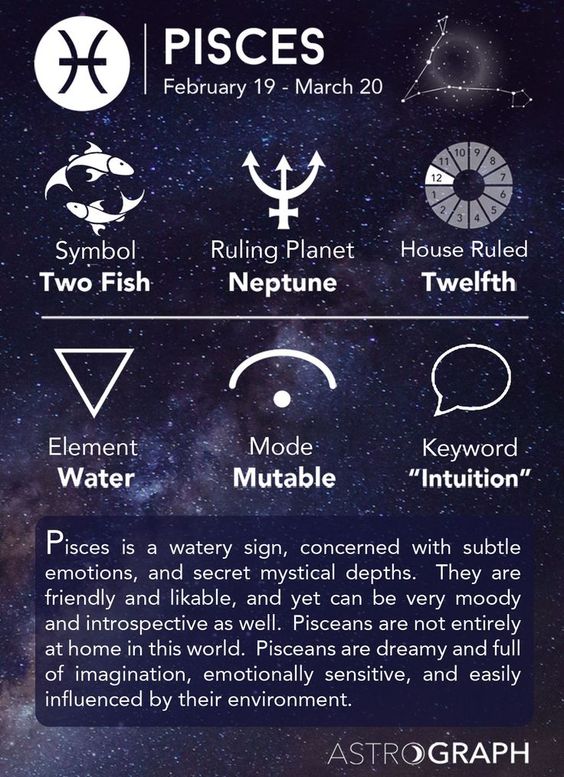 PISCES
February 19 - March 20
10 9
11 8
12 7
1 6
2 5
3 4
Symbol
Two Fish
Ruling Planet
Neptune
House Ruled
Twelfth
Element
Water
Mode
Mutable
Keyword
“Intuition”
Pisces is a watery sign, concerned with subtle
emotions, and secret mystical depths. They are
friendly and likable, and yet can be very moody
and introspective as well. Pisceans are not entirely
at home in this world. Pisceans are dreamy and full
of imagination, emotionally sensitive, and easily
influenced by their environment.
ASTROGRAPH